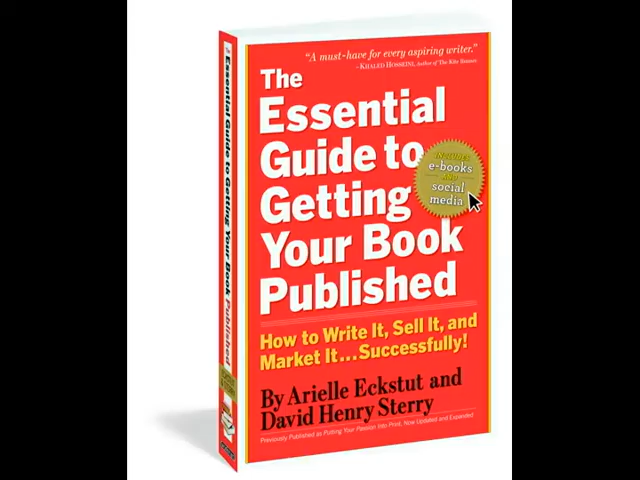 "A must-have for every aspiring writer."
–KHALED HOSSEINI, Author of The Kite Runner
The
Essential
Guide to
Getting
Your Book
Published
INCLUDES
e-books
AND
social
media
How to Write It, Sell It, and
Market It...Successfully!
By Arielle Eckstut and
David Henry Sterry
Previously Published as Putting Your Passion Into Print, Now Updated and Expanded
The Essential Guide to Getting Your Book Published